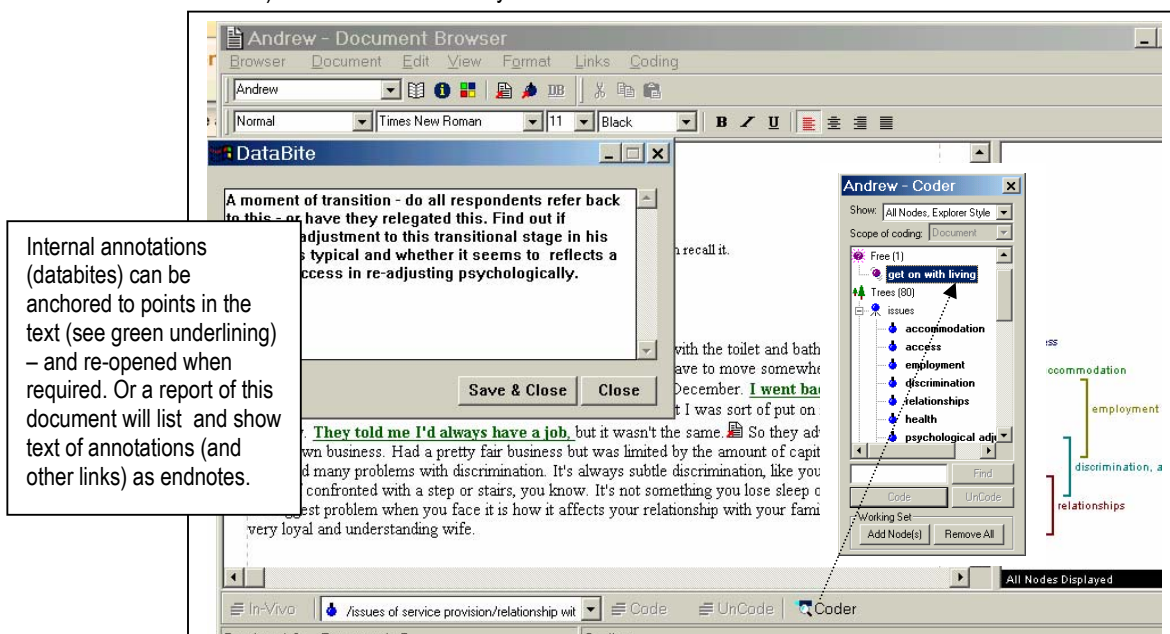 Andrew - Document Browser
Browser Document Edit View Format Links Coding
Andrew
DB
Normal Times New Roman 11 Black B I U
DataBite
A moment of transition - do all respondents refer back
to this - or have they relegated this. Find out if
adjustment to this transitional stage in his
typical and whether it seems to reflects a
in re-adjusting psychologically.
Save & Close Close
Internal annotations
(databites) can be
anchored to points in the
text (see green underlining)
– and re-opened when
required. Or a report of this
document will list and show
text of annotations (and
other links) as endnotes.
recall it.
with the toilet and bath
to move somewhe
December. I went bac
I was sort of put on
They told me I'd always have a job, but it wasn't the same. So they ad
own business. Had a pretty fair business but was limited by the amount of capit
many problems with discrimination. It's always subtle discrimination, like you
confronted with a step or stairs, you know. It's not something you lose sleep o
problem when you face it is how it affects your relationship with your fami
very loyal and understanding wife.
Andrew - Coder
Show: All Nodes, Explorer Style
Scope of coding: Document
Free (1)
get on with living
Trees (80)
issues
accommodation
access
employment
discrimination
relationships
health
psychological adju
Find
Code UnCode
Working Set
Add Node(s) Remove All
ess
ccommodation
employment
discrimination, a
relationships
All Nodes Displayed
In-Vivo /issues of service provision/relationship wit Code UnCode Coder